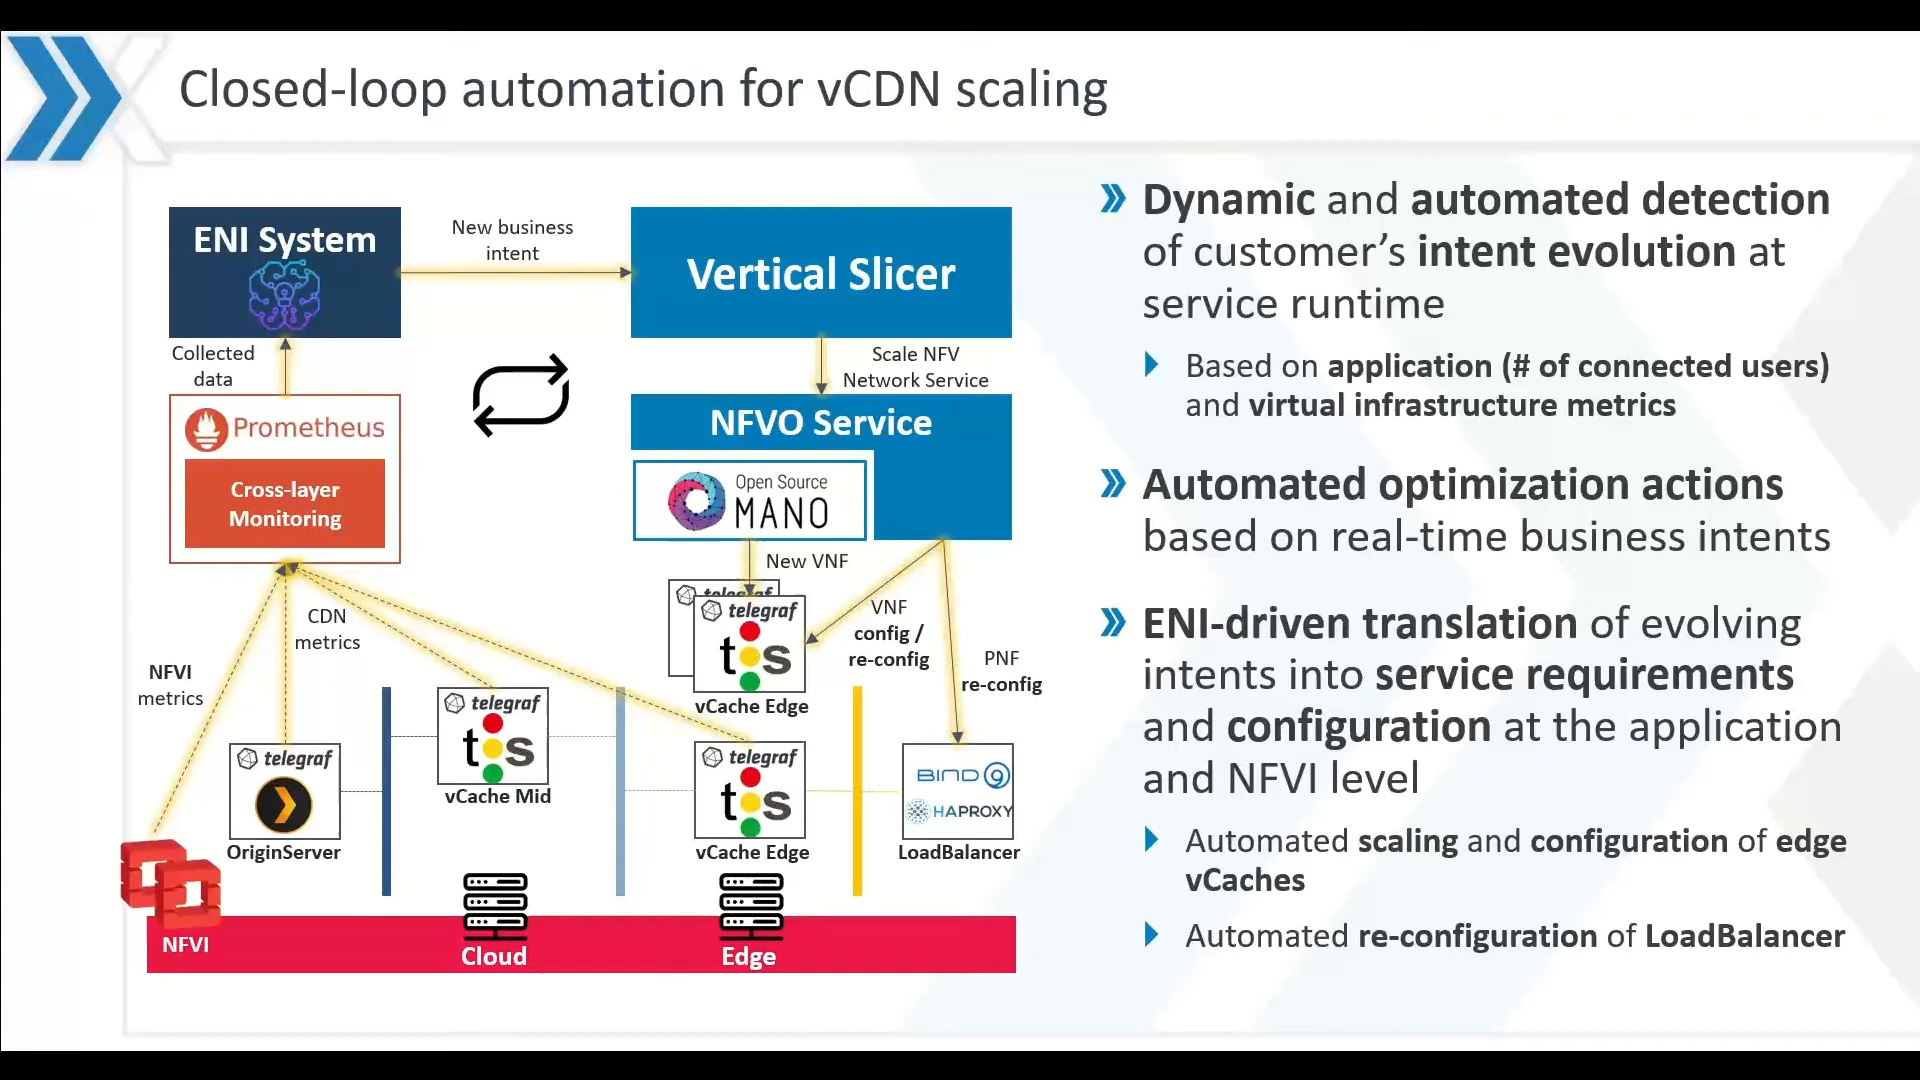 Closed-loop automation for vCDN scaling
ENI System
New business
intent
Vertical Slicer
Collected
data
Scale NFV
Network Service
Prometheus
Cross-layer
Monitoring
NFVO Service
Open Source
MANO
New VNF
telegraf
telegraf
ts
vCache Edge
VNF
config /
re-config
PNF
re-config
CDN
metrics
NFVI
metrics
telegraf
OriginServer
telegraf
ts
vCache Mid
telegraf
ts
vCache Edge
BIND 9
HAPROXY
LoadBalancer
NFVI
Cloud
Edge
Dynamic and automated detection
of customer’s intent evolution at
service runtime
Based on application (# of connected users)
and virtual infrastructure metrics
Automated optimization actions
based on real-time business intents
ENI-driven translation of evolving
intents into service requirements
and configuration at the application
and NFVI level
Automated scaling and configuration of edge
vCaches
Automated re-configuration of LoadBalancer